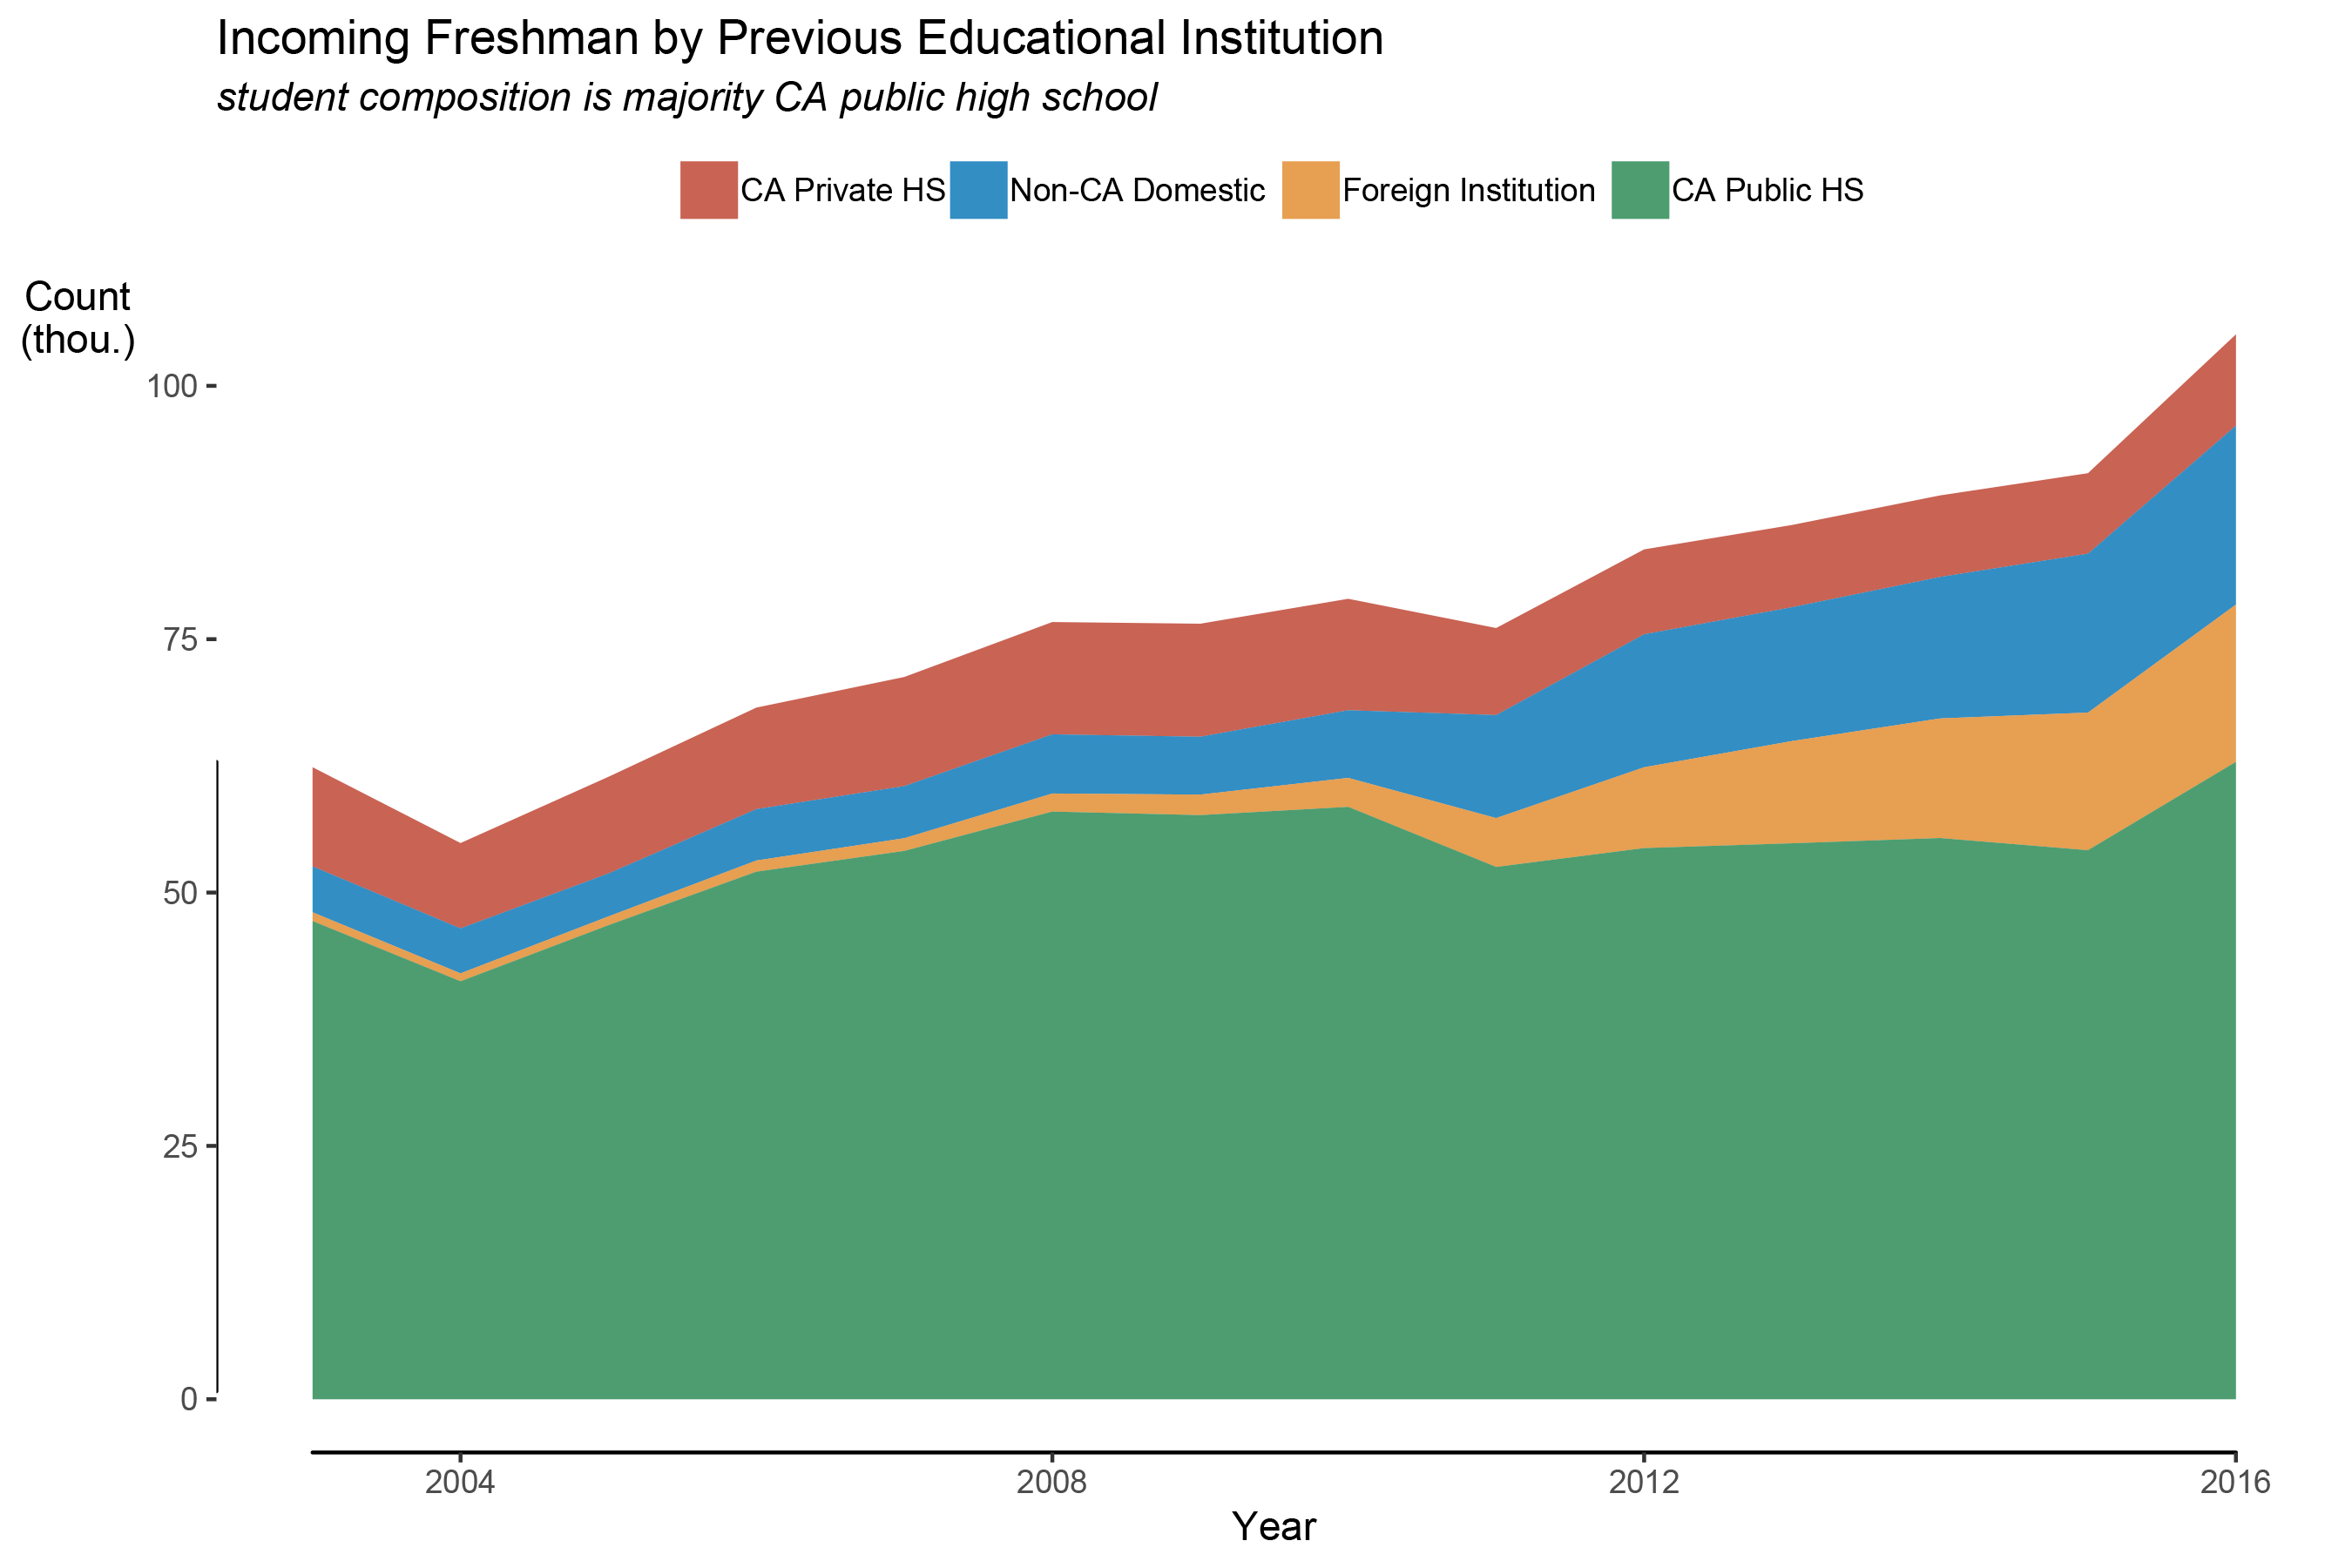 Incoming Freshman by Previous Educational Institution
student composition is majority CA public high school
CA Private HS Non-CA Domestic Foreign Institution CA Public HS
Count
(thou.)
100
75
50
25
0
2004 2008 2012 2016
Year